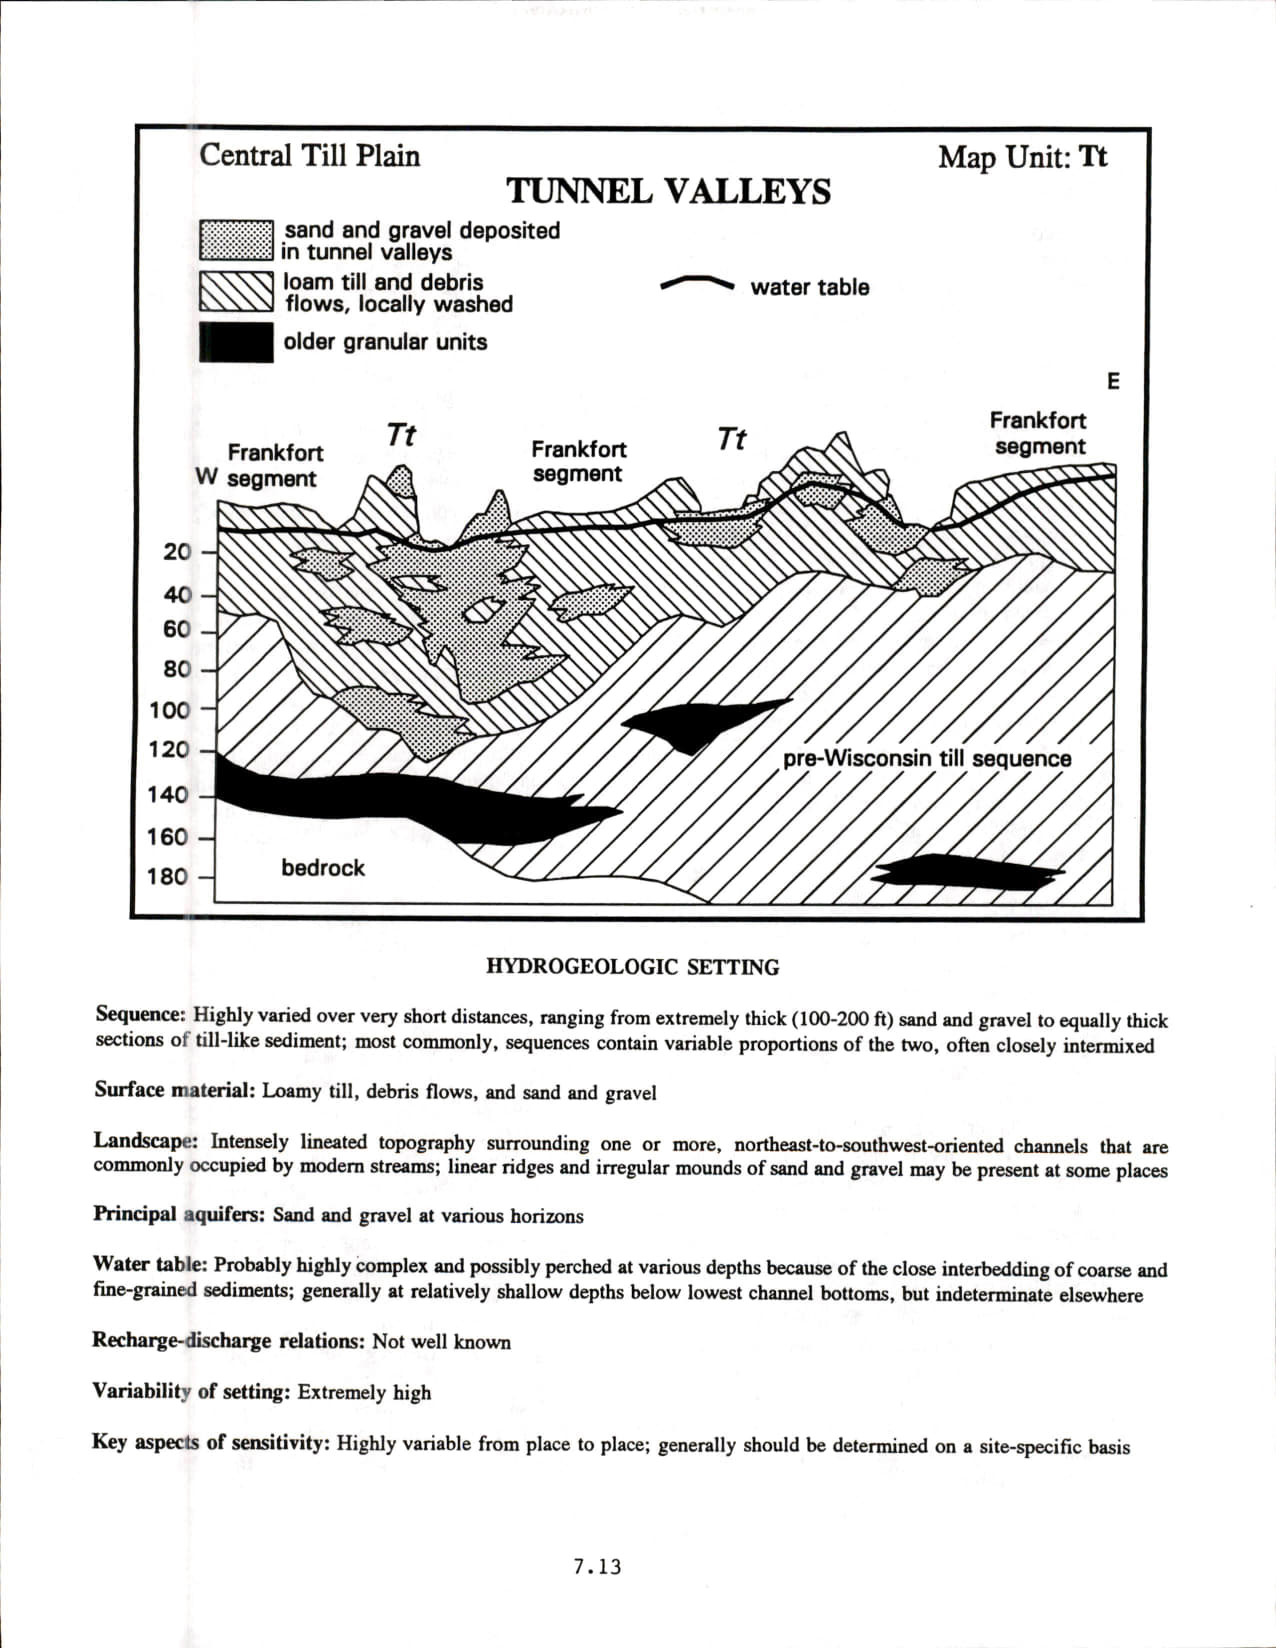 Central Till Plain
Map Unit: Tt
TUNNEL VALLEYS
sand and gravel deposited
in tunnel valleys
loam till and debris
flows, locally washed
water table
older granular units
E
Frankfort
segment
Tt
Frankfort
segment
Tt
Frankfort
W segment
20
40
60
80
100
120
140
160
180
pre-Wisconsin till sequence
bedrock
HYDROGEOLOGIC SETTING
Sequence: Highly varied over very short distances, ranging from extremely thick (100-200 ft) sand and gravel to equally thick
sections of till-like sediment; most commonly, sequences contain variable proportions of the two, often closely intermixed
Surface material: Loamy till, debris flows, and sand and gravel
Landscape: Intensely lineated topography surrounding one or more, northeast-to-southwest-oriented channels that are
commonly occupied by modern streams; linear ridges and irregular mounds of sand and gravel may be present at some places
Principal aquifers: Sand and gravel at various horizons
Water table: Probably highly complex and possibly perched at various depths because of the close interbedding of coarse and
fine-grained sediments; generally at relatively shallow depths below lowest channel bottoms, but indeterminate elsewhere
Recharge-discharge relations: Not well known
Variability of setting: Extremely high
Key aspects of sensitivity: Highly variable from place to place; generally should be determined on a site-specific basis
7.13